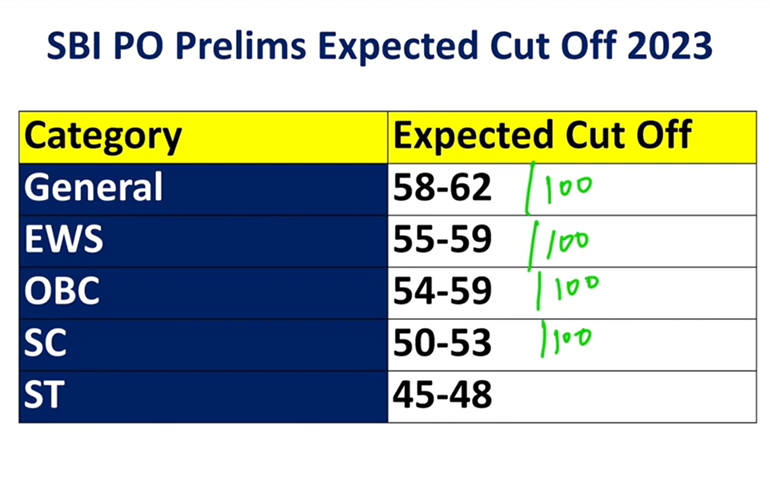 SBI PO Prelims Expected Cut Off 2023
Category Expected Cut Off
General 58-62 /100
EWS 55-59 /100
OBC 54-59 /100
SC 50-53 /100
ST 45-48